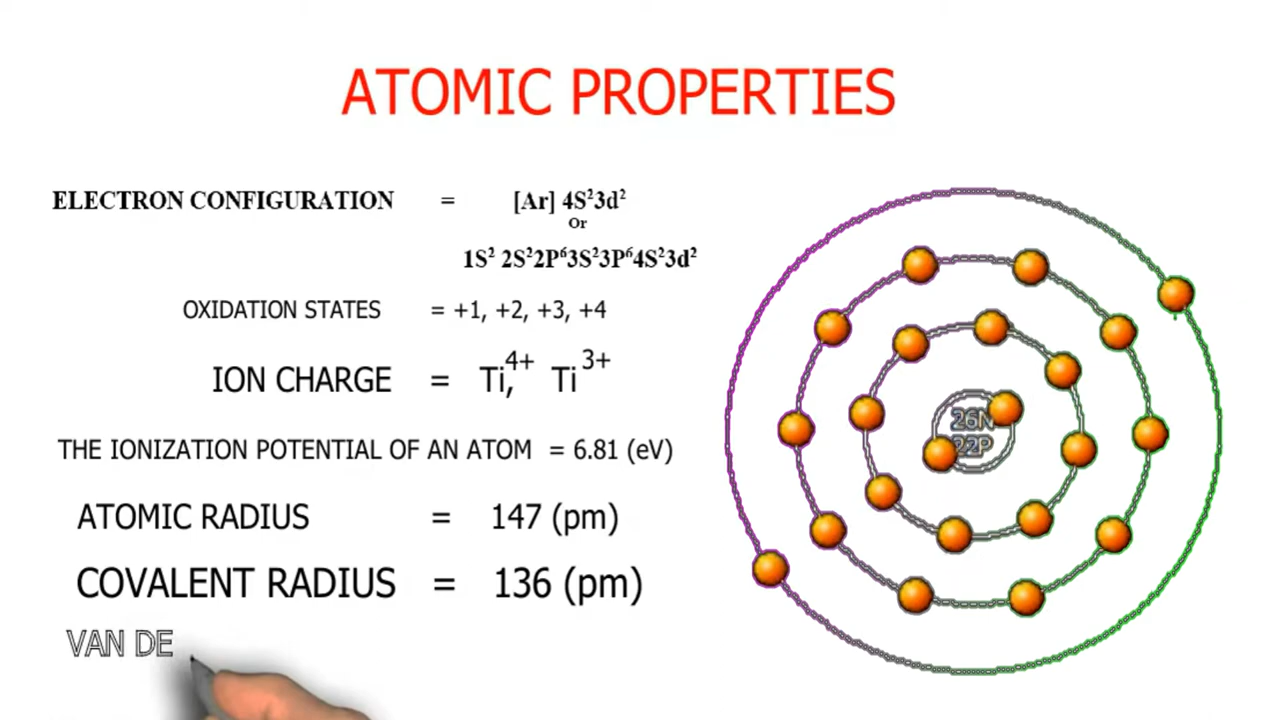 ATOMIC PROPERTIES
ELECTRON CONFIGURATION = [Ar] 4S²3d²
Or
1S² 2S²2P⁶3S²3P⁶4S²3d²
OXIDATION STATES = +1, +2, +3, +4
ION CHARGE = Ti,⁴⁺ Ti³⁺
THE IONIZATION POTENTIAL OF AN ATOM = 6.81 (eV)
ATOMIC RADIUS = 147 (pm)
COVALENT RADIUS = 136 (pm)
VAN DE
26N
22P